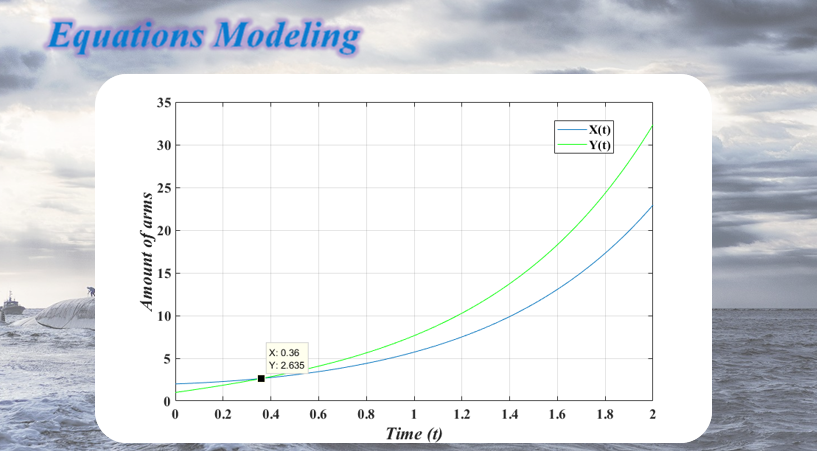 Equations Modeling
35
30
25
20
15
10
5
0
Amount of arms
X(t)
Y(t)
X: 0.36
Y: 2.635
0 0.2 0.4 0.6 0.8 1 1.2 1.4 1.6 1.8 2
Time (t)